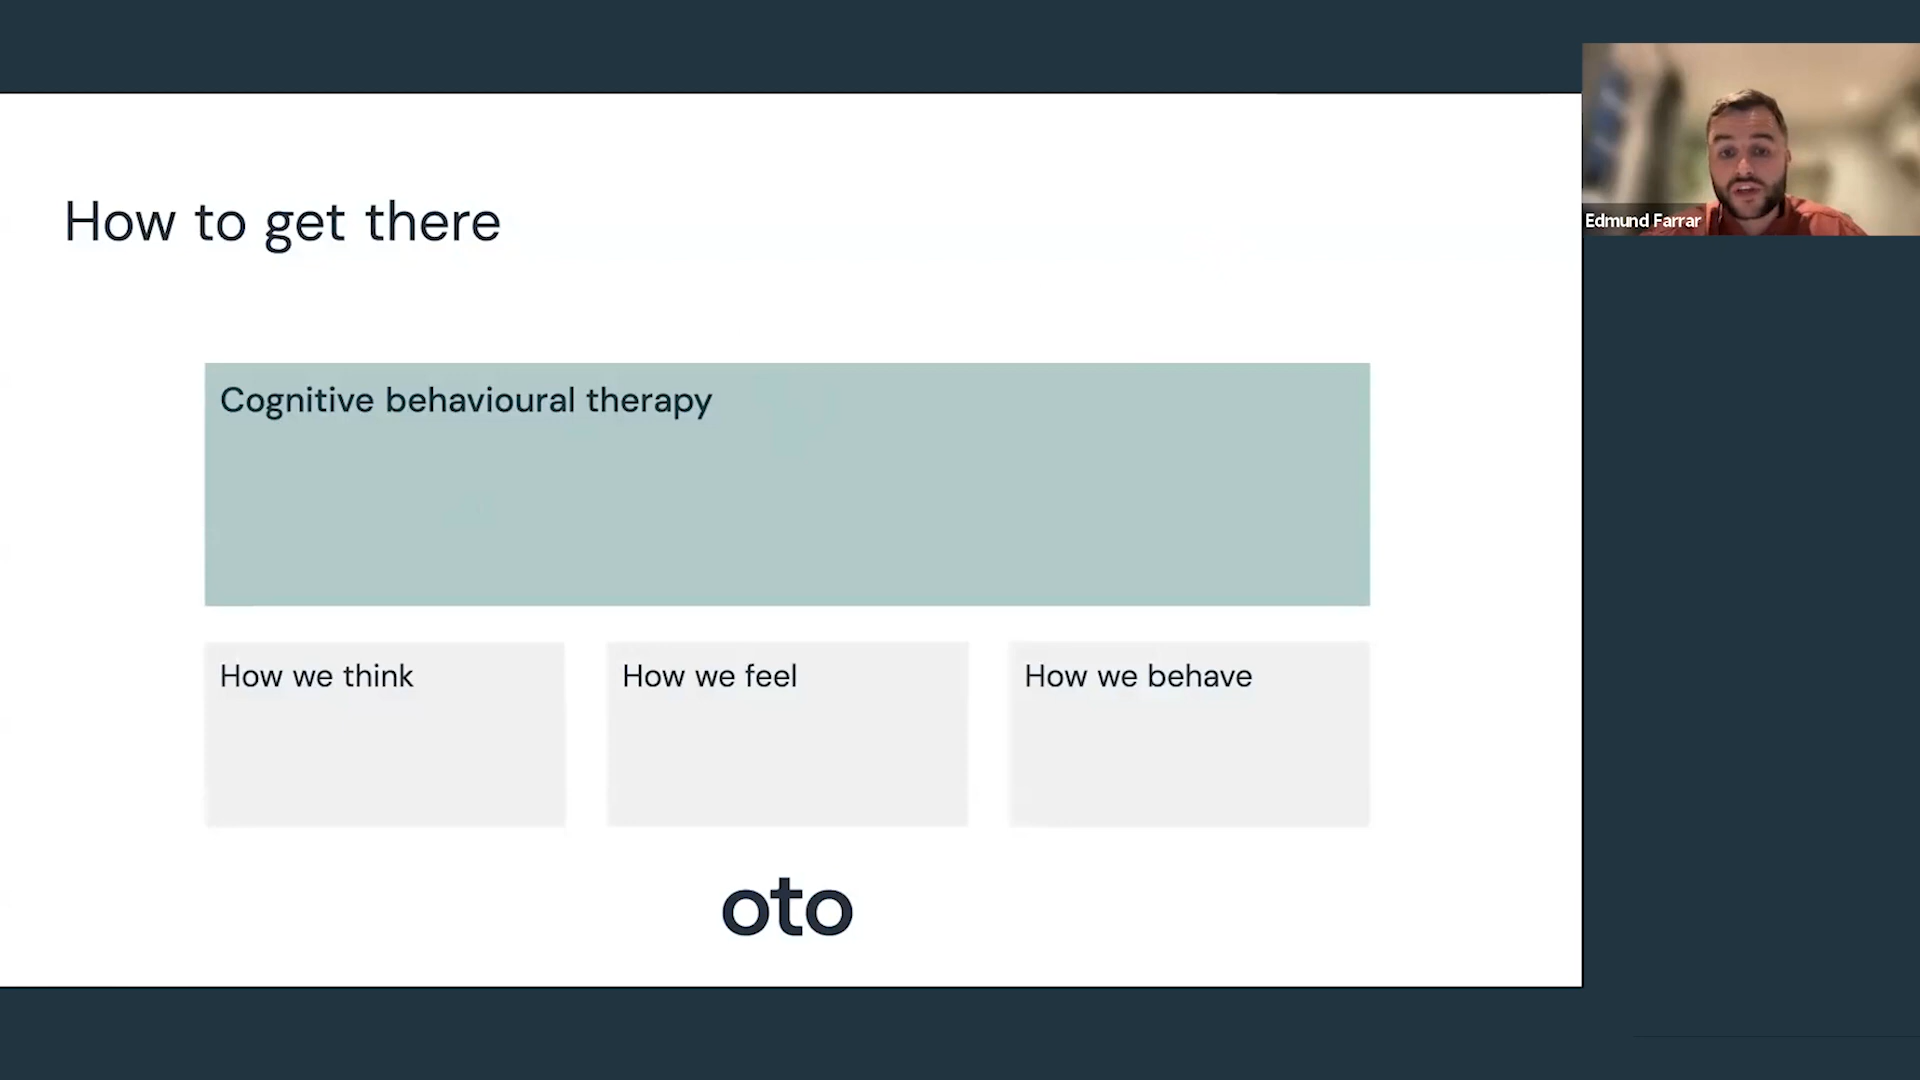 How to get there
Edmund Farrar
Cognitive behavioural therapy
How we think
How we feel
How we behave
oto